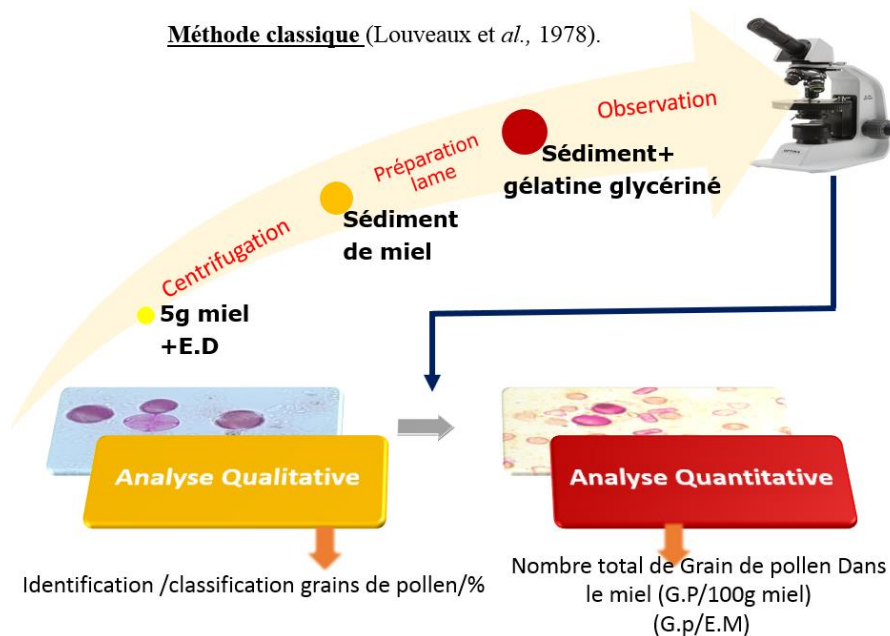 Méthode classique (Louveaux et al., 1978).
Observation
Préparation
lame
Sédiment+
gélatine glycériné
Centrifugation
Sédiment
de miel
5g miel
+E.D
Analyse Qualitative
Analyse Quantitative
Identification /classification grains de pollen/%
Nombre total de Grain de pollen Dans
le miel (G.P/100g miel)
(G.p/E.M)